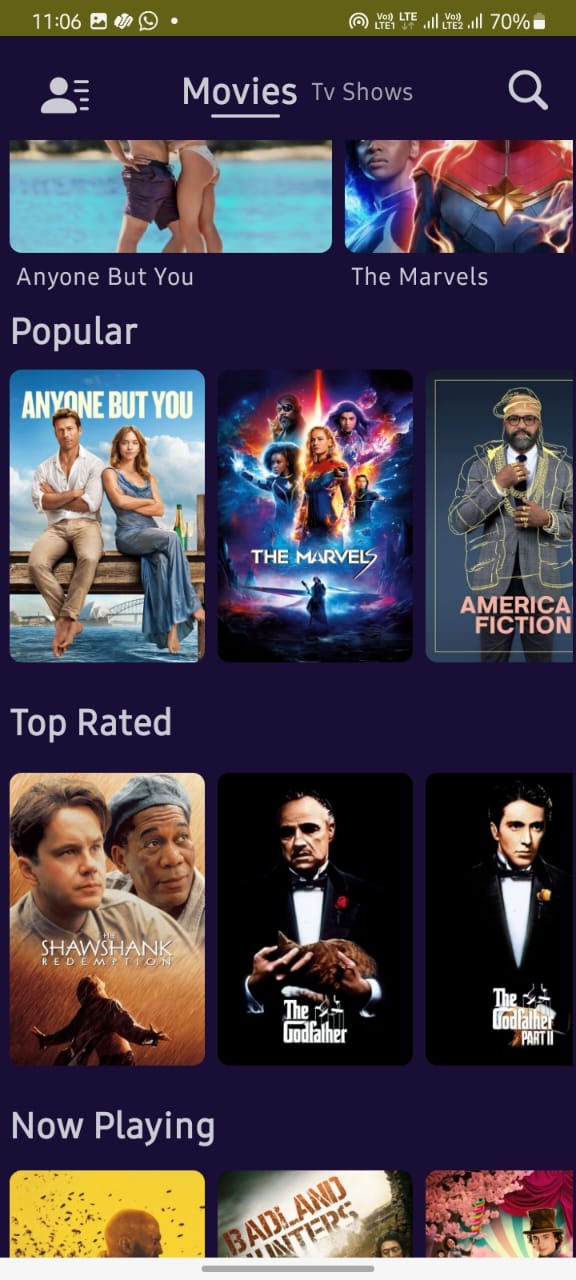 11:06
Vo)) LTE1 LTE Vo)) LTE2 70%
Movies Tv Shows
Anyone But You The Marvels
Popular
ANYONE BUT YOU
THE MARVELS
AMERICA
FICTION
Top Rated
THE
SHAWSHANK
REDEMPTION
The
Godfather
The
Godfather
PART II
Now Playing
BADLAND
HUNTERS